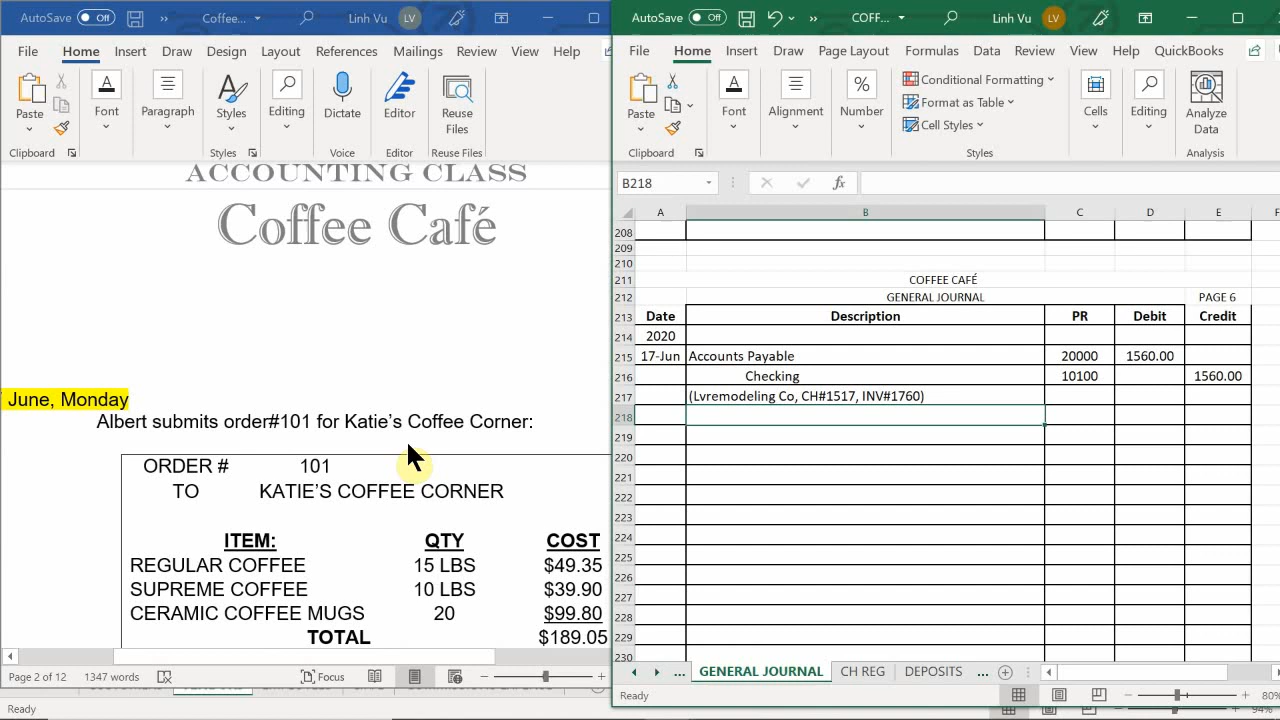 AutoSave Off Coffee... Linh Vu LV
File Home Insert Draw Design Layout References Mailings Review View Help
Paste Font Paragraph Styles Editing Dictate Editor Reuse Files
Clipboard Styles Voice Editor Reuse Files
ACCOUNTING CLASS
Coffee Café
June, Monday
Albert submits order#101 for Katie's Coffee Corner:
ORDER # 101
TO KATIE'S COFFEE CORNER
ITEM: QTY COST
REGULAR COFFEE 15 LBS $49.35
SUPREME COFFEE 10 LBS $39.90
CERAMIC COFFEE MUGS 20 $99.80
TOTAL $189.05
Page 2 of 12 1347 words Focus
Ready
AutoSave Off COFF... Linh Vu LV
File Home Insert Draw Page Layout Formulas Data Review View Help QuickBooks
Paste Font Alignment Number Conditional Formatting Cells Editing Analyze Data
Format as Table
Cell Styles
Clipboard Styles Analysis
B218 fx
A B C D E F
208
209
210
211 COFFEE CAFÉ
212 GENERAL JOURNAL PAGE 6
213 Date Description PR Debit Credit
214 2020
215 17-Jun Accounts Payable 20000 1560.00
216 Checking 10100 1560.00
217 (Lvremodeling Co, CH#1517, INV#1760)
218
219
220
221
222
223
224
225
226
227
228
229
230
... GENERAL JOURNAL CH REG DEPOSITS ...
Ready 80%
94%